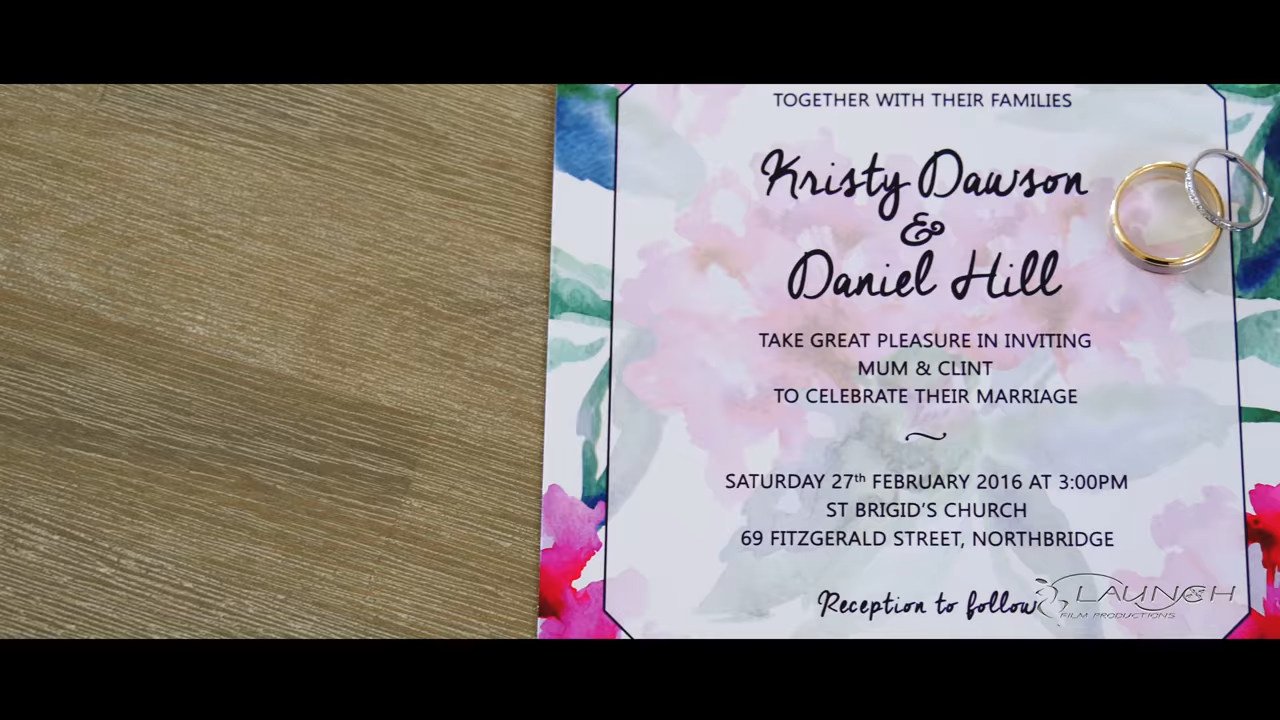 TOGETHER WITH THEIR FAMILIES
Kristy Dawson
&
Daniel Hill
TAKE GREAT PLEASURE IN INVITING
MUM & CLINT
TO CELEBRATE THEIR MARRIAGE
SATURDAY 27th FEBRUARY 2016 AT 3:00PM
ST BRIGID'S CHURCH
69 FITZGERALD STREET, NORTHBRIDGE
Reception to follow
LAUNCH
FILM PRODUCTIONS